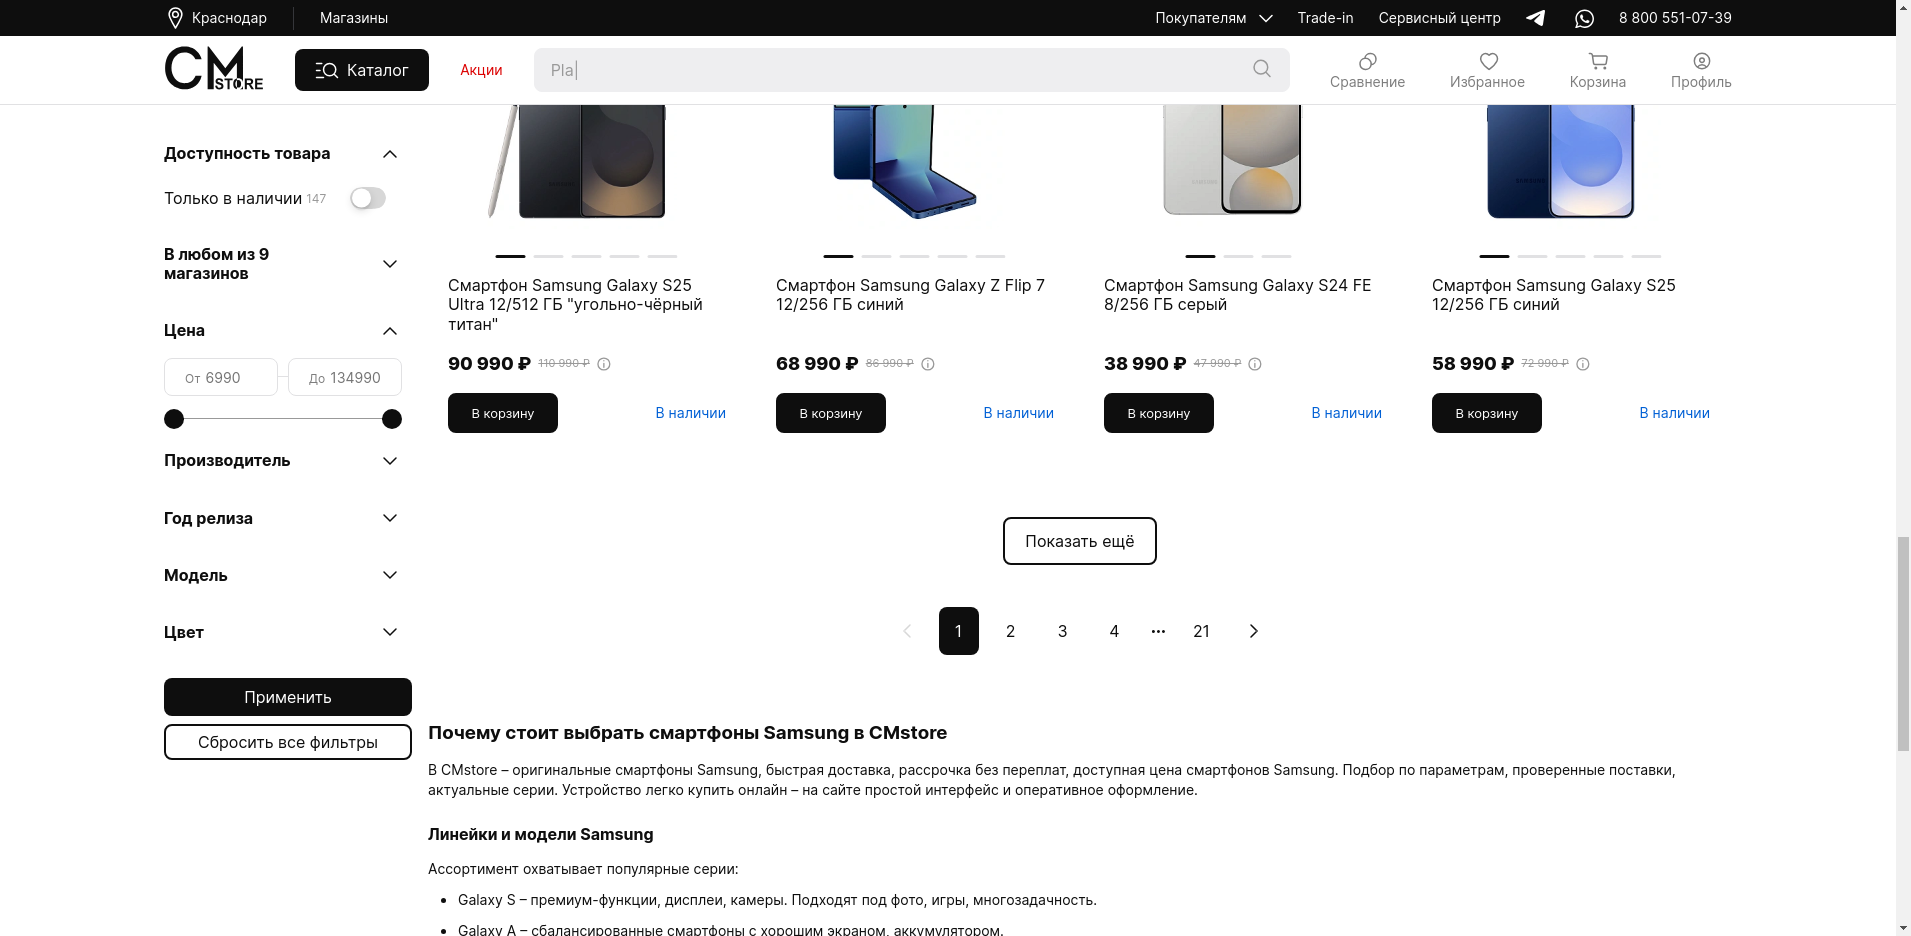 Краснодар
Магазины
Покупателям
Trade-in
Сервисный центр
8 800 551-07-39
CM STORE
Каталог
Акции
Pla|
Сравнение
Избранное
Корзина
Профиль
Доступность товара
Только в наличии 147
В любом из 9
магазинов
Цена
От 6990
До 134990
Производитель
Год релиза
Модель
Цвет
Применить
Сбросить все фильтры
Смартфон Samsung Galaxy S25
Ultra 12/512 ГБ "угольно-чёрный
титан"
90 990 ₽ 110 990 ₽
В корзину
В наличии
Смартфон Samsung Galaxy Z Flip 7
12/256 ГБ синий
68 990 ₽ 86 990 ₽
В корзину
В наличии
Смартфон Samsung Galaxy S24 FE
8/256 ГБ серый
38 990 ₽ 47 990 ₽
В корзину
В наличии
Смартфон Samsung Galaxy S25
12/256 ГБ синий
58 990 ₽ 72 990 ₽
В корзину
В наличии
Показать ещё
1 2 3 4 ... 21
Почему стоит выбрать смартфоны Samsung в CMstore
В CMstore – оригинальные смартфоны Samsung, быстрая доставка, рассрочка без переплат, доступная цена смартфонов Samsung. Подбор по параметрам, проверенные поставки,
актуальные серии. Устройство легко купить онлайн – на сайте простой интерфейс и оперативное оформление.
Линейки и модели Samsung
Ассортимент охватывает популярные серии:
• Galaxy S – премиум-функции, дисплеи, камеры. Подходят под фото, игры, многозадачность.
• Galaxy A – сбалансированные смартфоны с хорошим экраном, аккумулятором.